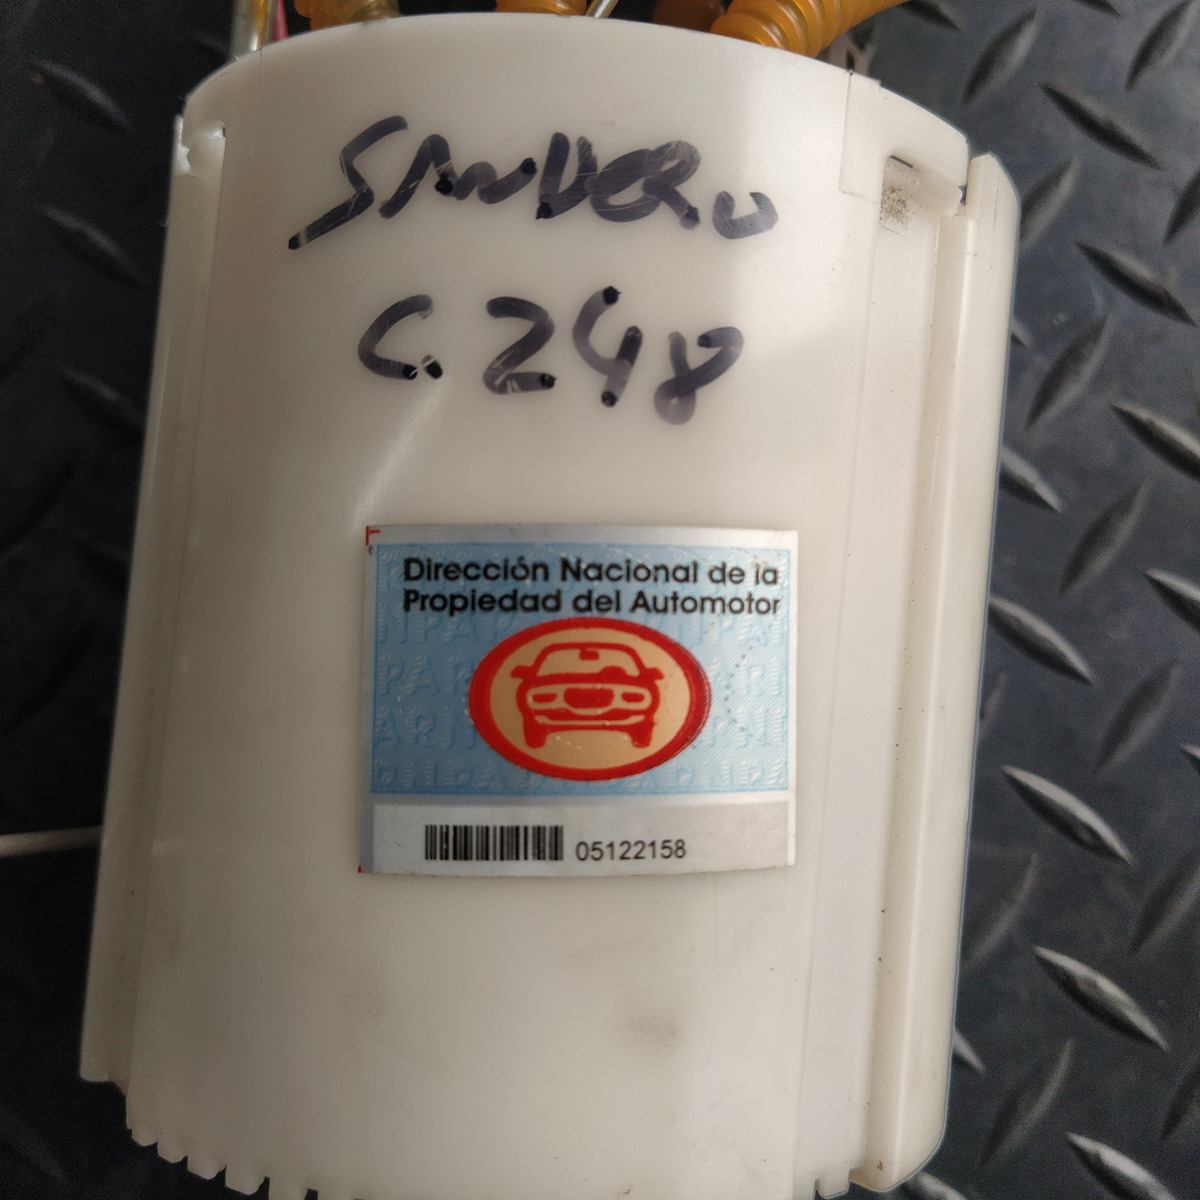 SANDERO
C.248
Dirección Nacional de la
Propiedad del Automotor
05122158